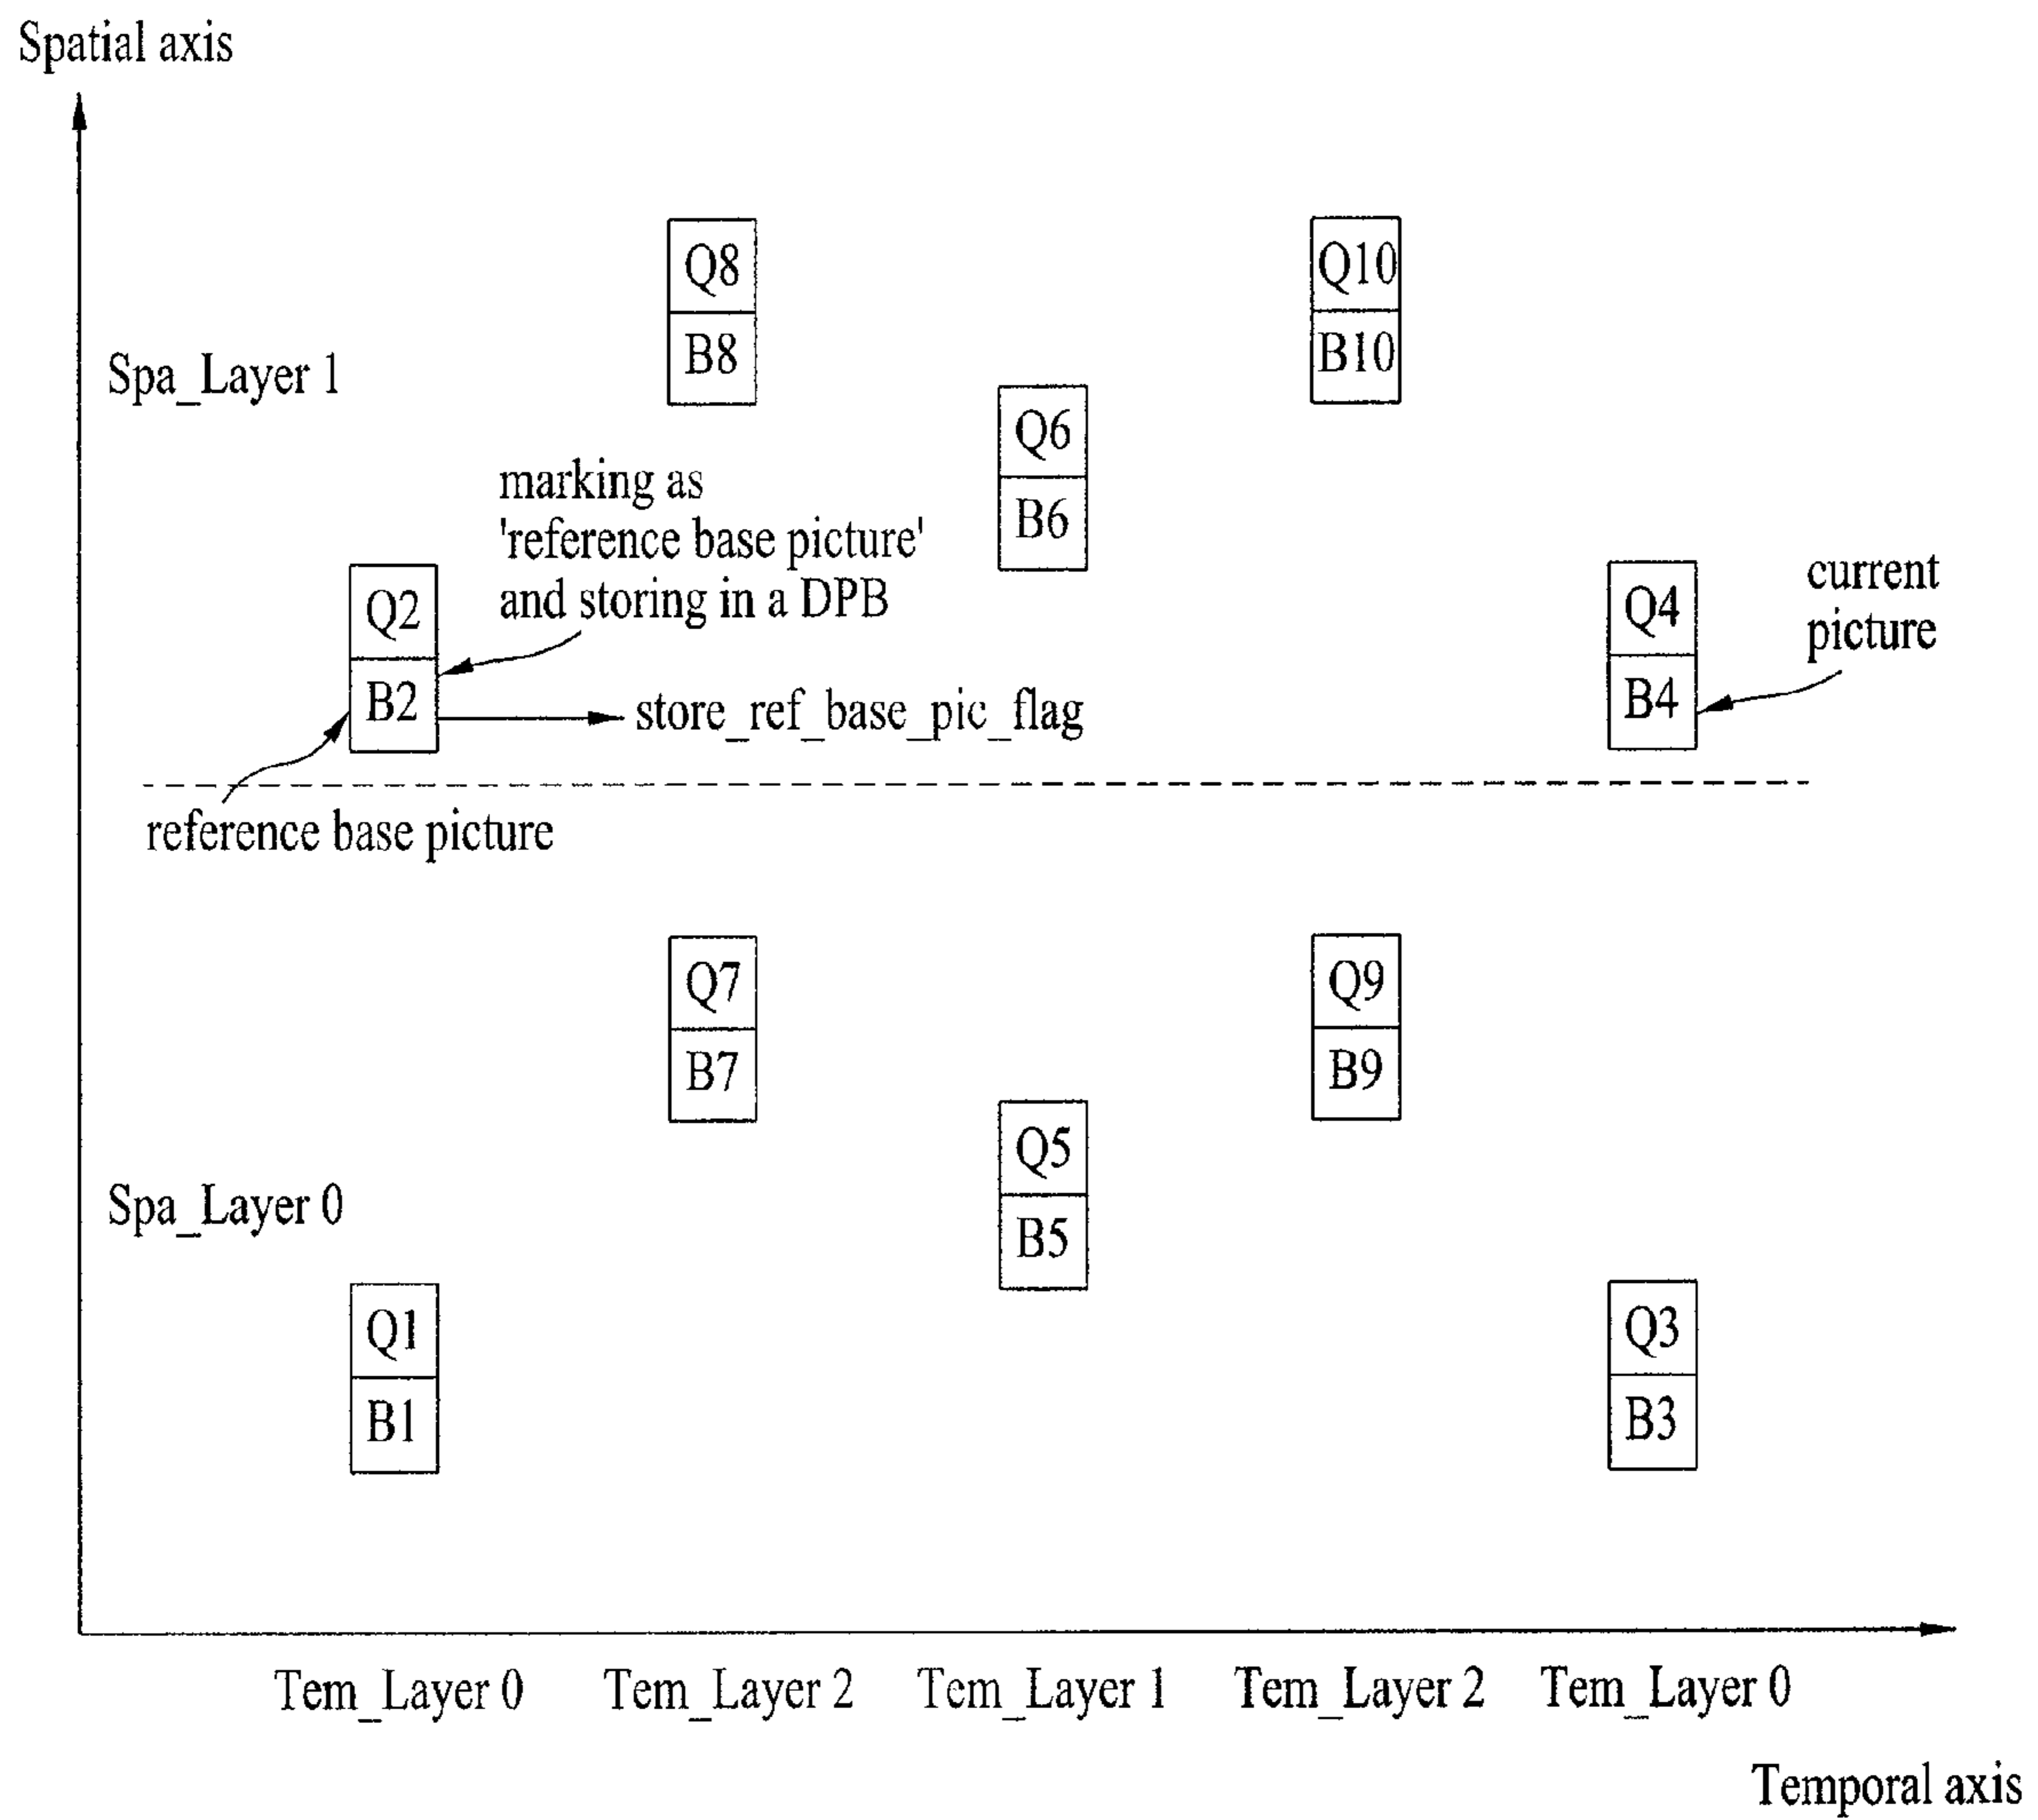 Spatial axis
Q8
Q10
B8
B10
Spa_Layer 1
Q6
marking as
'reference base picture'
and storing in a DPB
B6
current
picture
Q2
Q4
B2
store_ref_base_pic_flag
B4
reference base picture
Q7
Q9
B7
B9
Q5
Spa_Layer 0
B5
Q1
Q3
B1
B3
Tem_Layer 0
Tem_Layer 2
Tem_Layer 1
Tem_Layer 2
Tem_Layer 0
Temporal axis